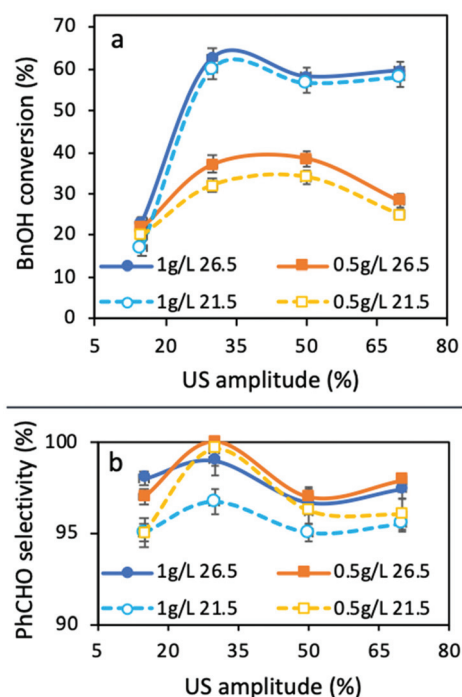 a
BnOH conversion (%)
70
60
50
40
30
20
10
0
1g/L 26.5 0.5g/L 26.5
1g/L 21.5 0.5g/L 21.5
5 20 35 50 65 80
US amplitude (%)
b
PhCHO selectivity (%)
100
95
90
1g/L 26.5 0.5g/L 26.5
1g/L 21.5 0.5g/L 21.5
5 20 35 50 65 80
US amplitude (%)